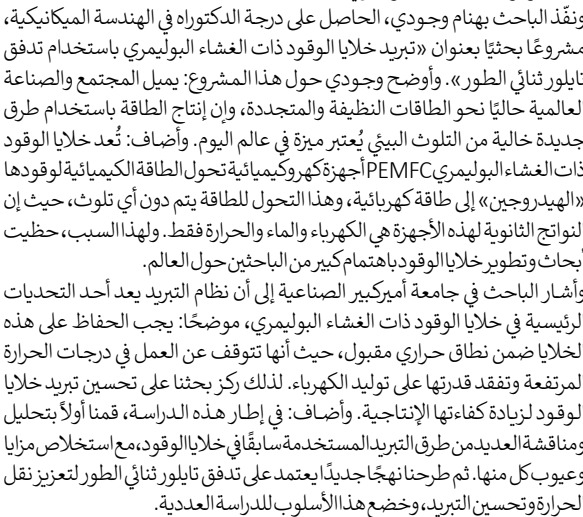 ونفّذ الباحث بهنام وجودي، الحاصل على درجة الدكتوراه في الهندسة الميكانيكية،
مشروعًا بحثيًا بعنوان «تبريد خلايا الوقود ذات الغشاء البوليمري باستخدام تدفق
تايلور ثنائي الطور». وأوضح وجودي حول هذا المشروع: يميل المجتمع والصناعة
لعالمية حاليًا نحو الطاقات النظيفة والمتجددة، وإن إنتاج الطاقة باستخدام طرق
جديدة خالية من التلوث البيئي يُعتبر ميزة في عالم اليوم. وأضاف: تُعد خلايا الوقود
ذات الغشاء البوليمري PEMFC أجهزة كهروكيميائية تحول الطاقة الكيميائية لوقودها
«الهيدروجين» إلى طاقة كهربائية، وهذا التحول للطاقة يتم دون أي تلوث، حيث إن
لنواتج الثانوية لهذه الأجهزة هي الكهرباء والماء والحرارة فقط. ولهذا السبب، حظيت
أبحاث وتطوير خلايا الوقود باهتمام كبير من الباحثين حول العالم.
وأشار الباحث في جامعة أميركبير الصناعية إلى أن نظام التبريد يعد أحد التحديات
لرئيسية في خلايا الوقود ذات الغشاء البوليمري، موضحًا: يجب الحفاظ على هذه
لخلايا ضمن نطاق حراري مقبول، حيث أنها تتوقف عن العمل في درجات الحرارة
لمرتفعة وتفقد قدرتها على توليد الكهرباء. لذلك ركز بحثنا على تحسين تبريد خلايا
لوقود لزيادة كفاءتها الإنتاجية. وأضاف: في إطار هذه الدراسة، قمنا أولاً بتحليل
ومناقشة العديد من طرق التبريد المستخدمة سابقًا في خلايا الوقود، مع استخلاص مزايا
وعيوب كل منها. ثم طرحنا نهجًا جديدًا يعتمد على تدفق تايلور ثنائي الطور لتعزيز نقل
لحرارة وتحسين التبريد، وخضع هذا الأسلوب للدراسة العددية.